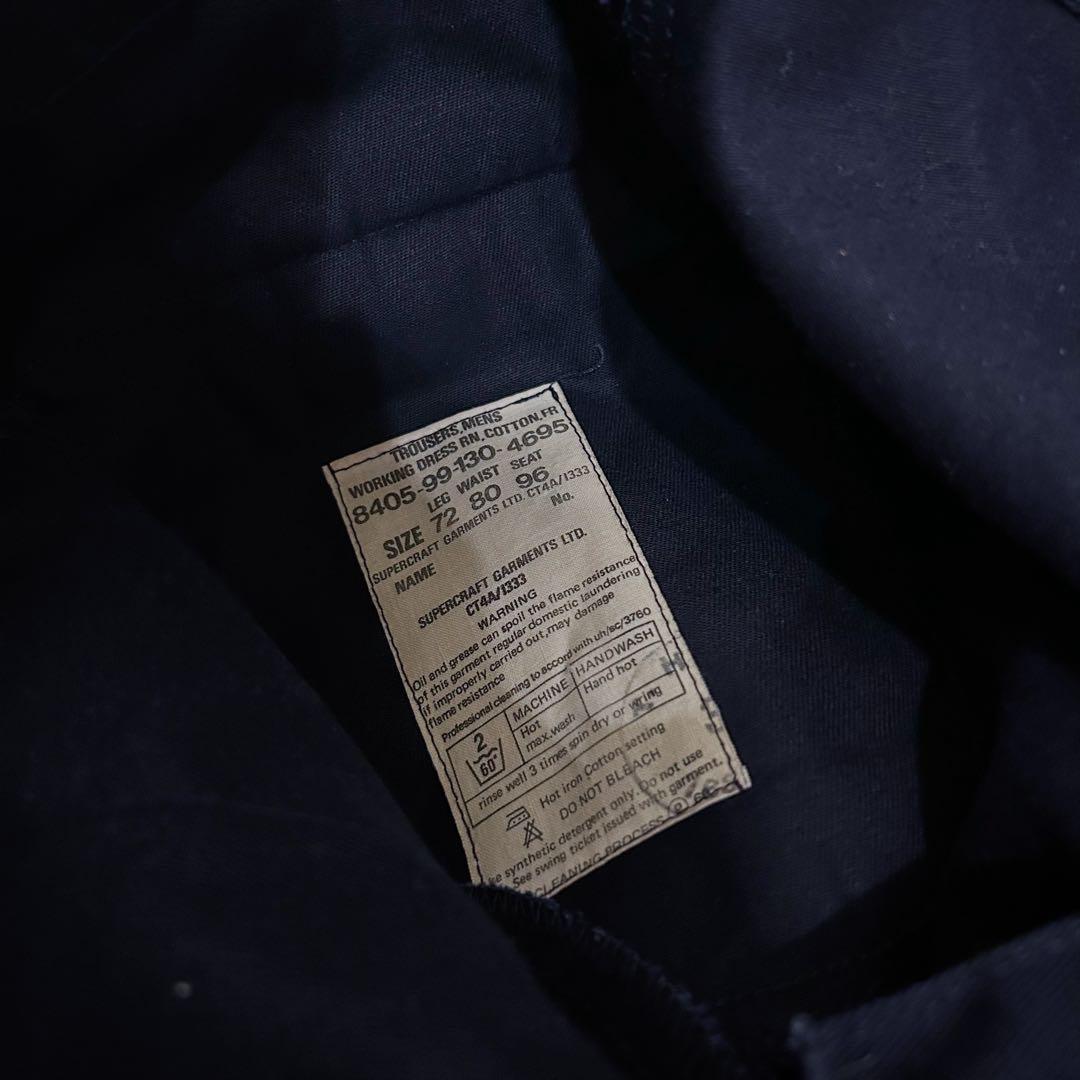 TROUSERS, MENS
WORKING DRESS RN. COTTON. FR
8405-99-130-4695
LEG WAIST SEAT
SIZE 72 80 96
SUPERCRAFT GARMENTS LTD. CT4A/1333
NAME No.
SUPERCRAFT GARMENTS LTD.
CT4A/1333
WARNING
Oil and grease can spoil the flame resistance
of this garment regular domestic laundering
if improperly carried out, may damage
flame resistance
Professional cleaning to accord with uh/sc/3760
2 60° MACHINE HANDWASH
Hot Hand hot
max.wash
rinse well 3 times spin dry or wring
Hot iron Cotton setting
DO NOT BLEACH
synthetic detergent only. Do not use
See swing ticket issued with garment.
CLEANING PROCESS